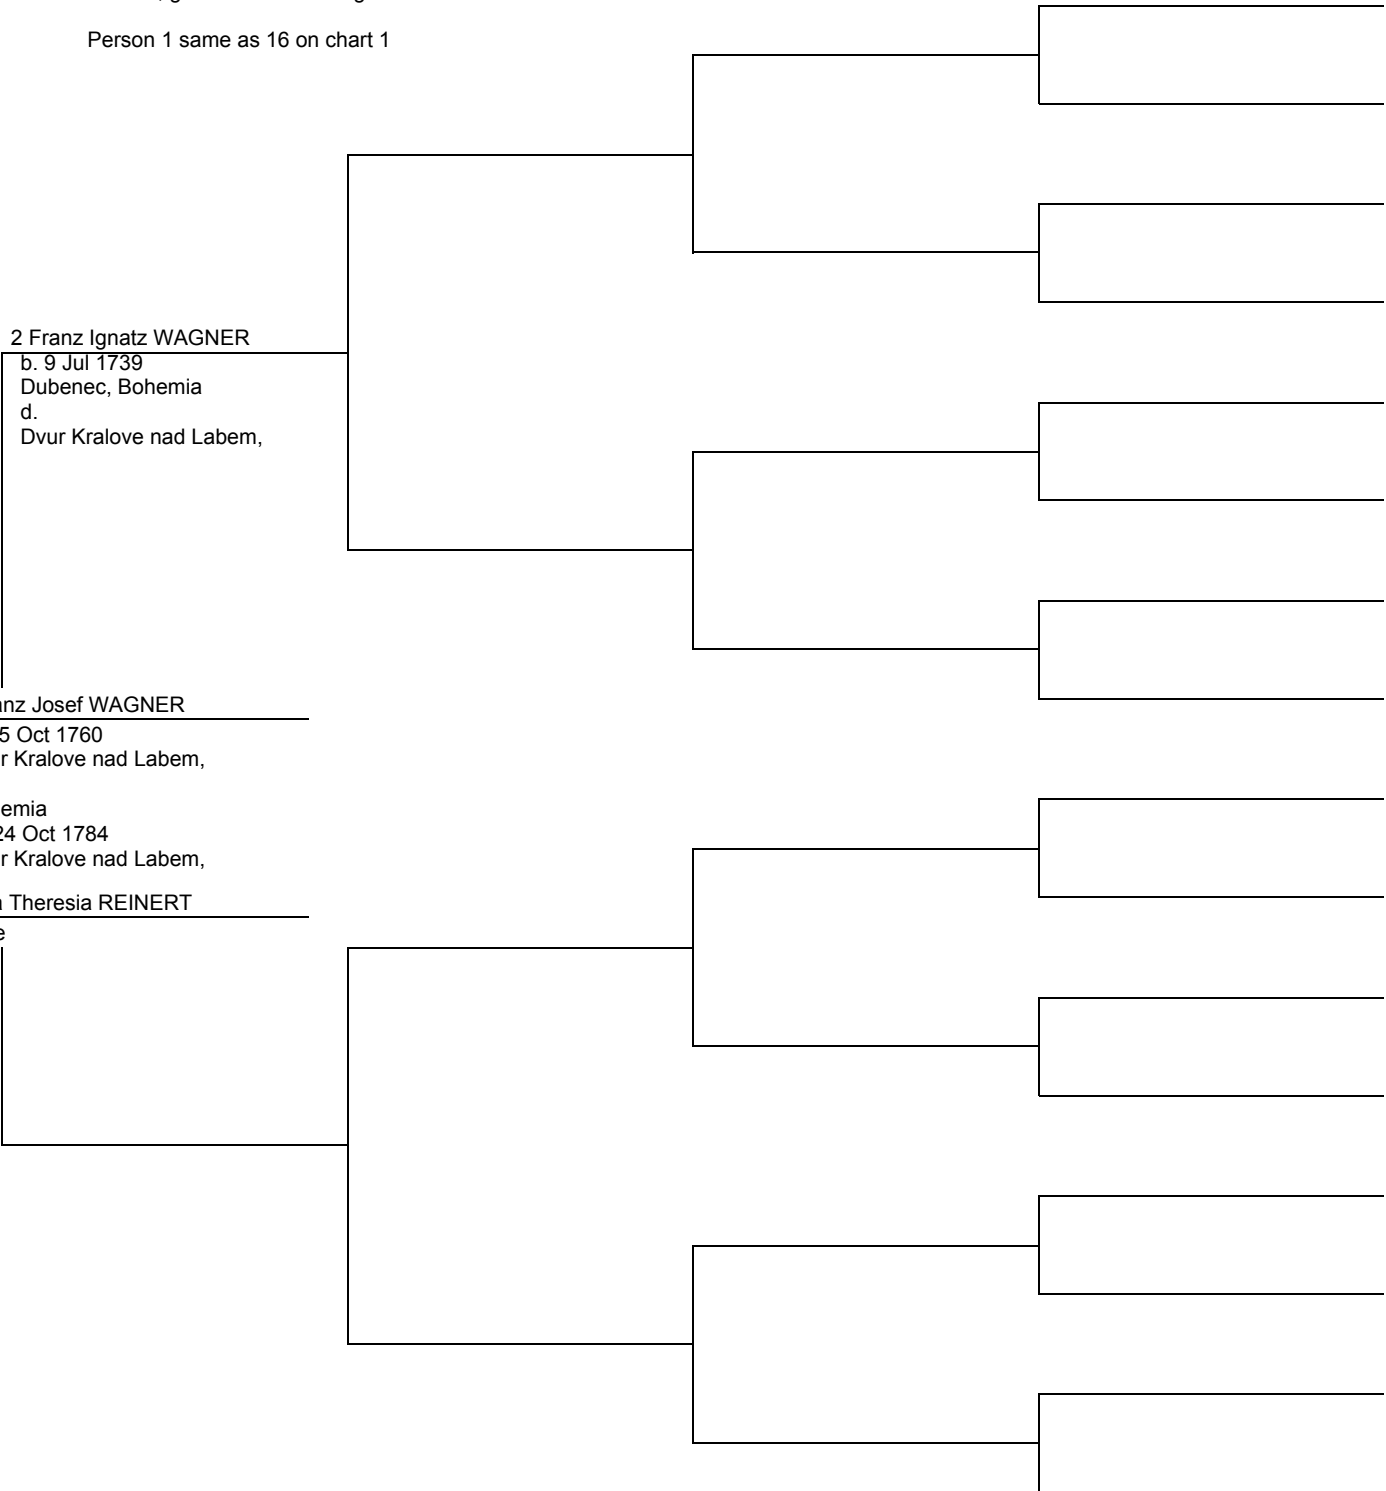 Person 1 same as 16 on chart 1
2 Franz Ignatz WAGNER
b. 9 Jul 1739
Dubenec, Bohemia
d.
Dvur Kralove nad Labem,
anz Josef WAGNER
5 Oct 1760
r Kralove nad Labem,
emia
24 Oct 1784
r Kralove nad Labem,
Theresia REINERT
e